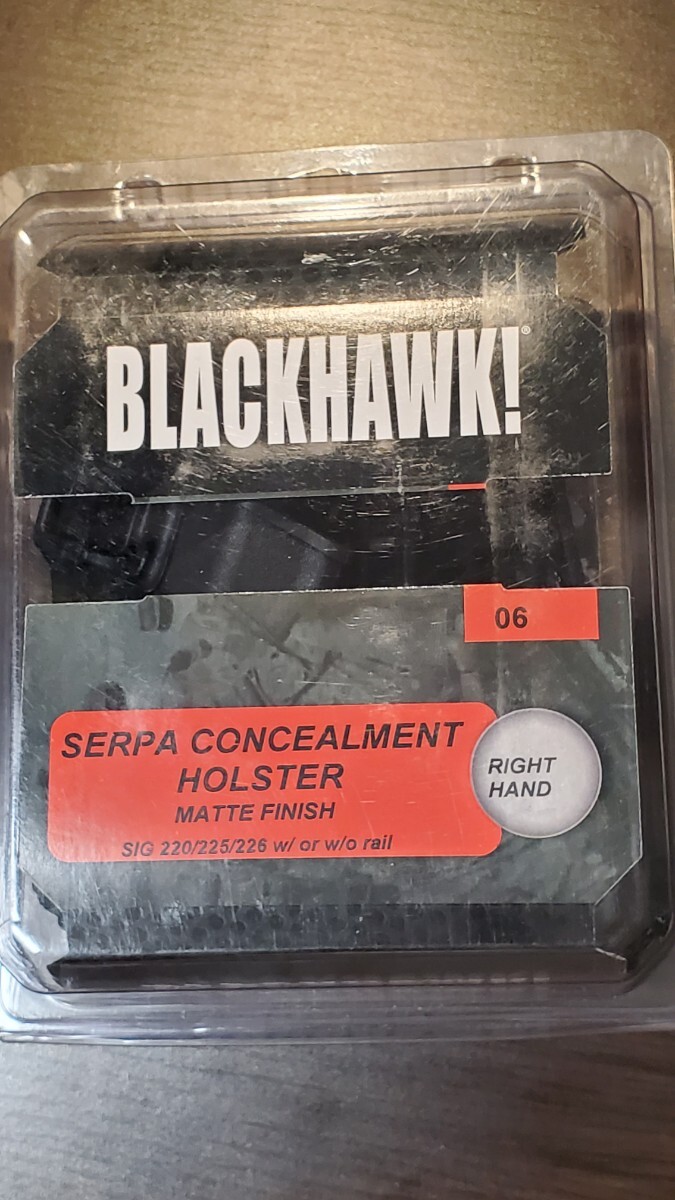 BLACKHAWK!®
06
SERPA CONCEALMENT
HOLSTER
MATTE FINISH
SIG 220/225/226 w/ or w/o rail
RIGHT
HAND